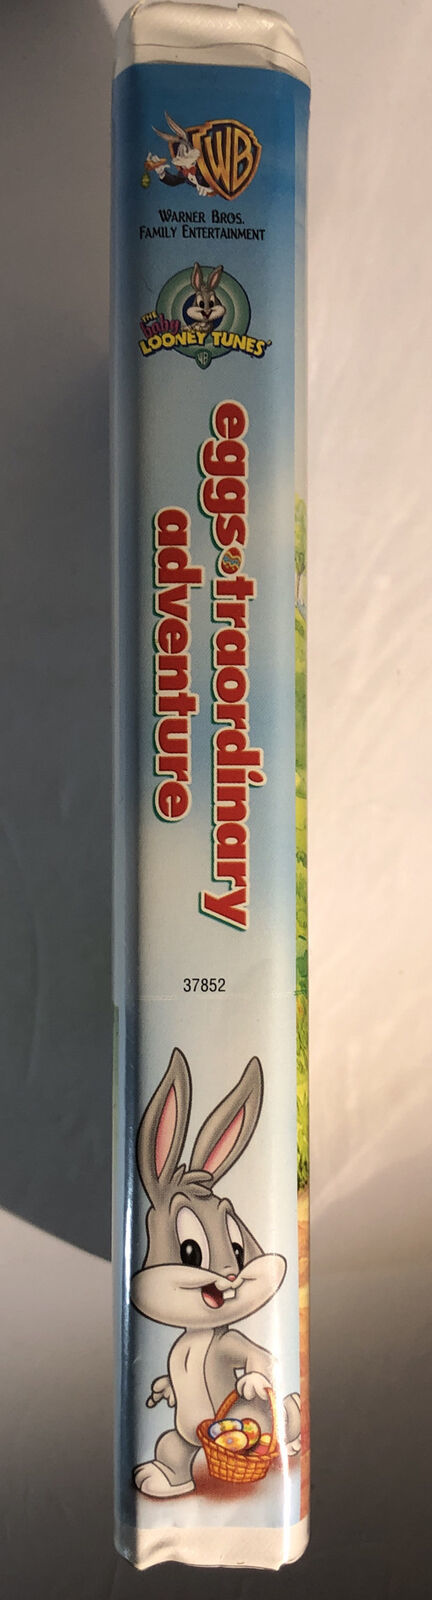 WB
WARNER BROS.
FAMILY ENTERTAINMENT
THE
baby
LOONEY TUNES
WB
eggs•traordinary
adventure
37852